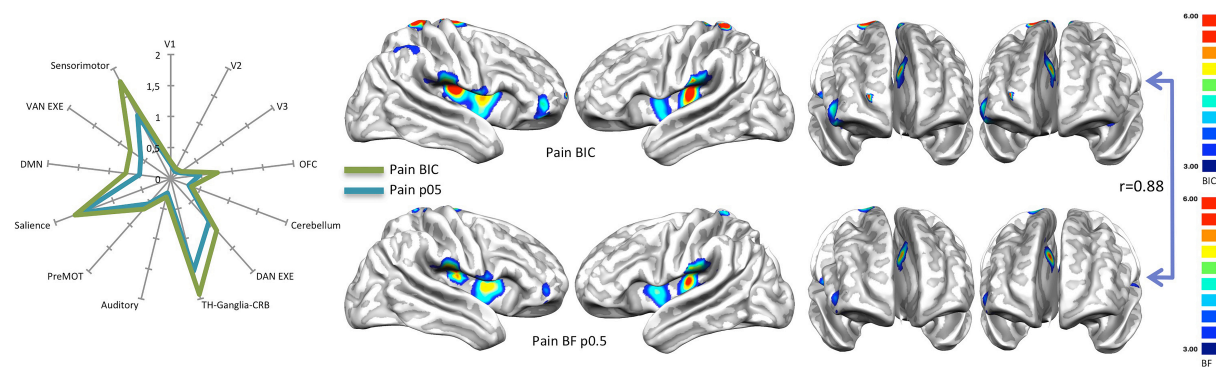 V1
2
V2
1,5
V3
1
0,5
OFC
0
Cerebellum
DAN EXE
TH-Ganglia-CRB
Auditory
PreMOT
Salience
DMN
VAN EXE
Sensorimotor
Pain BIC
Pain p05
Pain BIC
Pain BF p0.5
r=0.88
6.00
3.00
BIC
6.00
3.00
BF